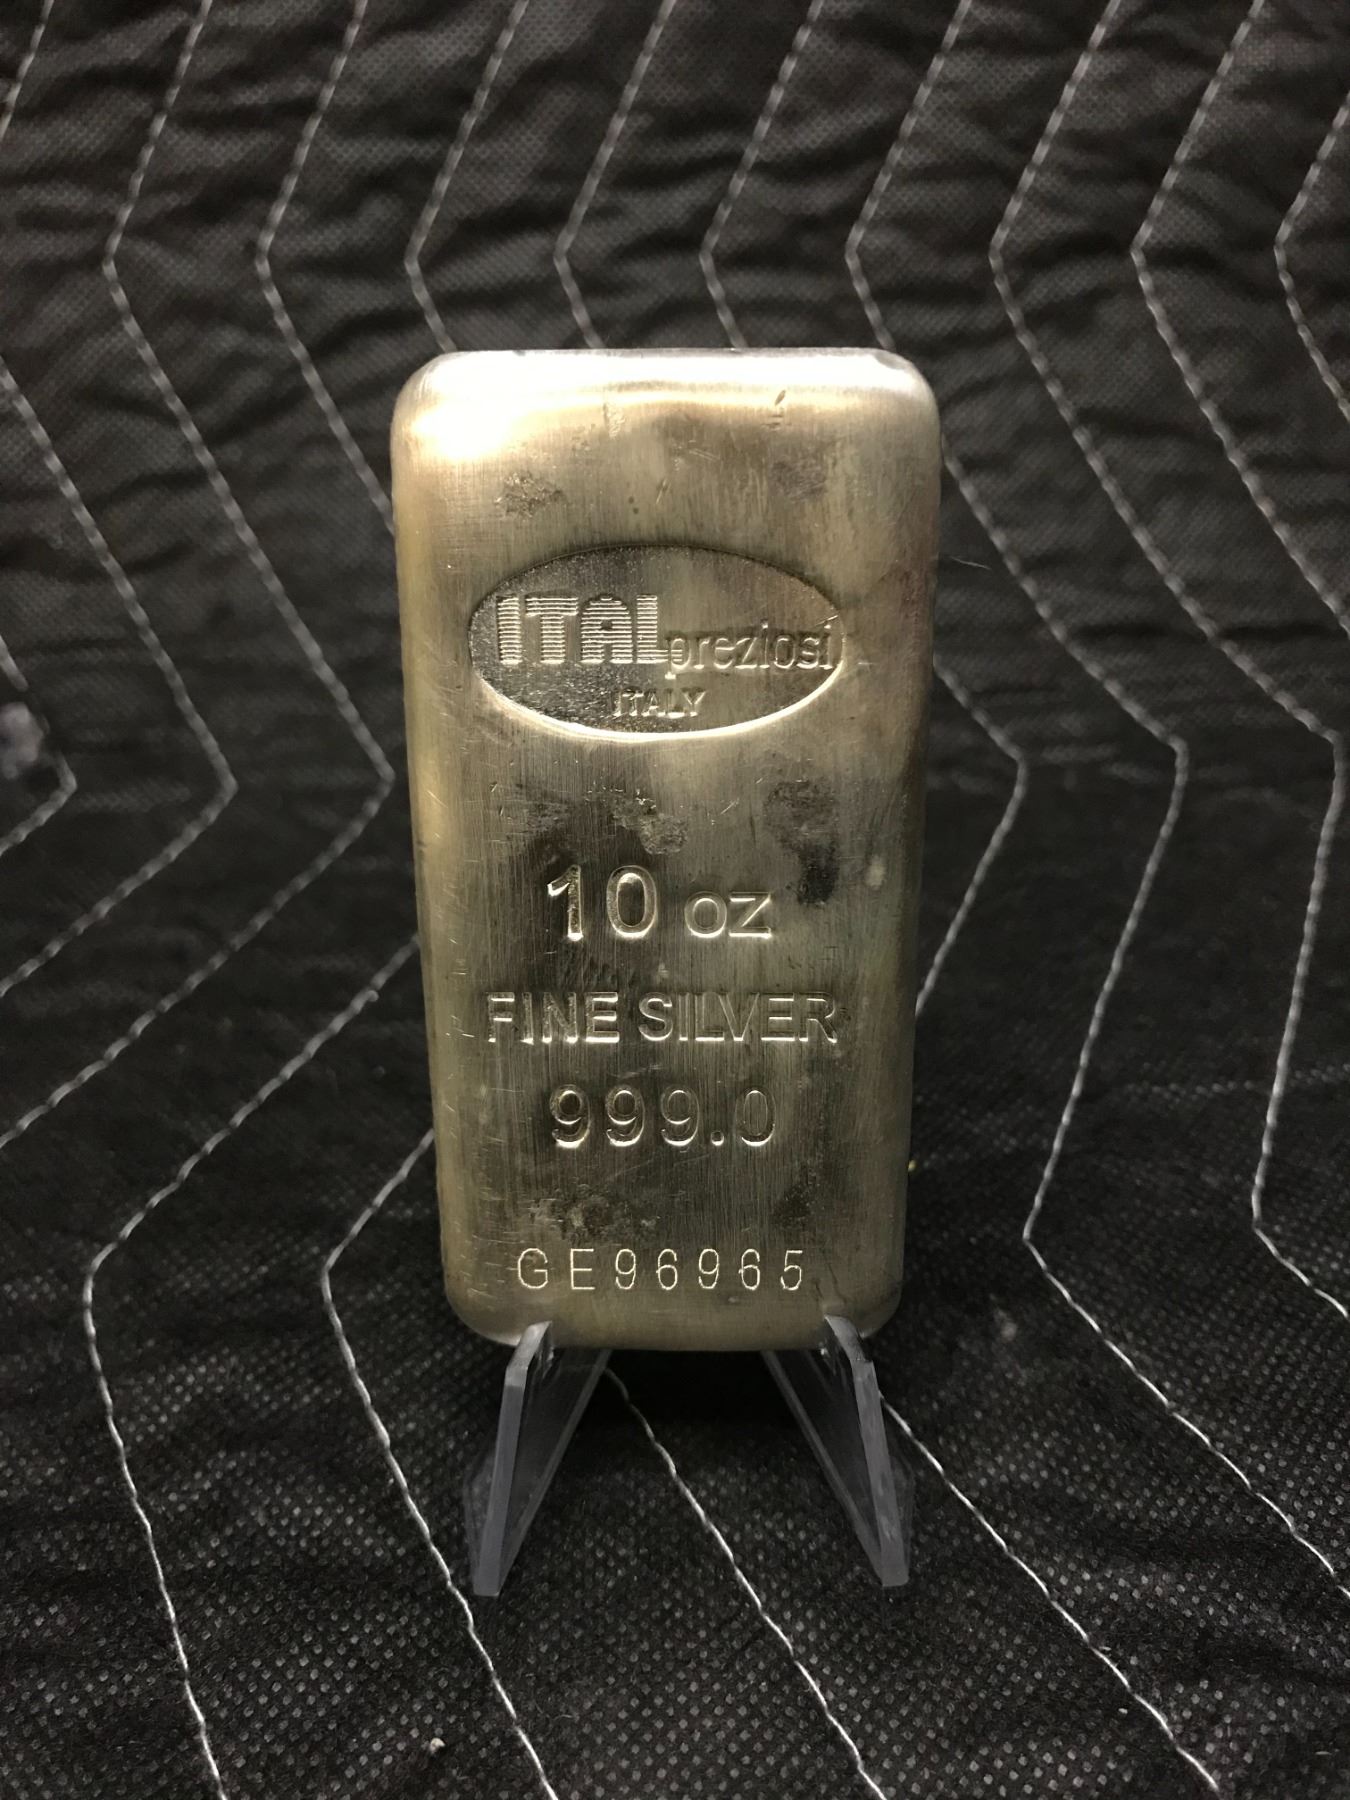 ITALpreziosi
ITALY
10 oz
FINE SILVER
999.0
GE96965